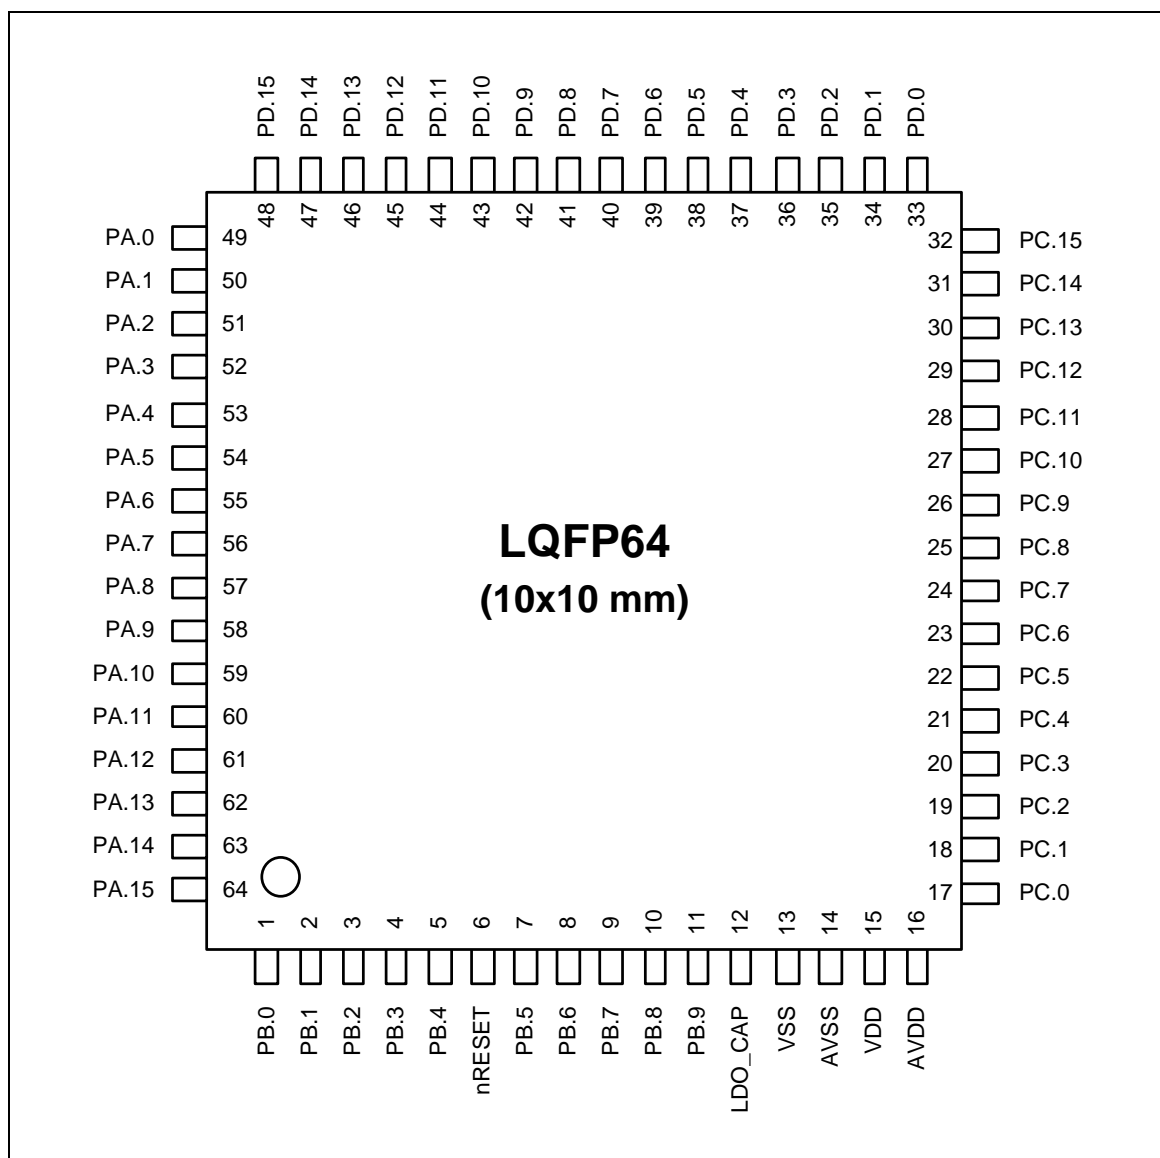 PD.15 PD.14 PD.13 PD.12 PD.11 PD.10 PD.9 PD.8 PD.7 PD.6 PD.5 PD.4 PD.3 PD.2 PD.1 PD.0
48 47 46 45 44 43 42 41 40 39 38 37 36 35 34 33
PA.0 49 32 PC.15
PA.1 50 31 PC.14
PA.2 51 30 PC.13
PA.3 52 29 PC.12
PA.4 53 28 PC.11
PA.5 54 27 PC.10
PA.6 55 26 PC.9
PA.7 56 25 PC.8
LQFP64
(10x10 mm)
PA.8 57 24 PC.7
PA.9 58 23 PC.6
PA.10 59 22 PC.5
PA.11 60 21 PC.4
PA.12 61 20 PC.3
PA.13 62 19 PC.2
PA.14 63 18 PC.1
PA.15 64 17 PC.0
1 2 3 4 5 6 7 8 9 10 11 12 13 14 15 16
PB.0 PB.1 PB.2 PB.3 PB.4 nRESET PB.5 PB.6 PB.7 PB.8 PB.9 LDO_CAP VSS AVSS VDD AVDD